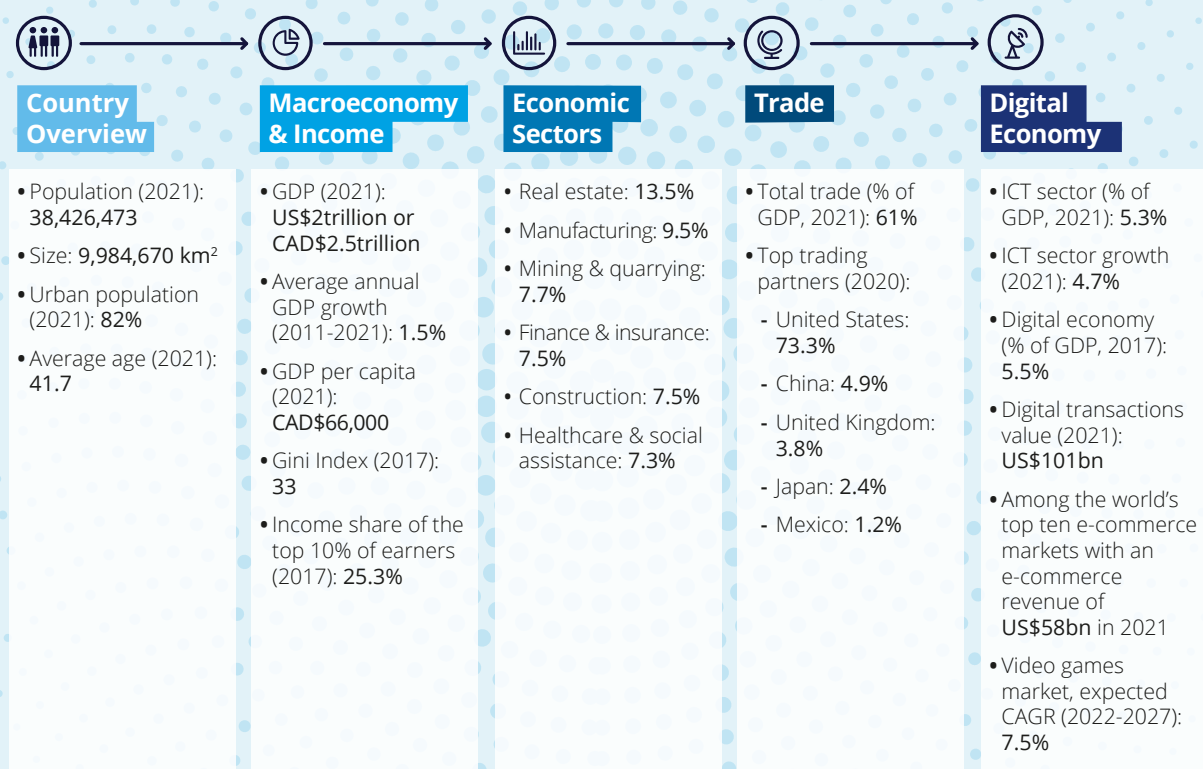 Country
Overview
• Population (2021):
38,426,473
• Size: 9,984,670 km²
• Urban population
(2021): 82%
• Average age (2021):
41.7
Macroeconomy
& Income
• GDP (2021):
US$2trillion or
CAD$2.5trillion
• Average annual
GDP growth
(2011-2021): 1.5%
• GDP per capita
(2021):
CAD$66,000
• Gini Index (2017):
33
• Income share of the
top 10% of earners
(2017): 25.3%
Economic
Sectors
• Real estate: 13.5%
• Manufacturing: 9.5%
• Mining & quarrying:
7.7%
• Finance & insurance:
7.5%
• Construction: 7.5%
• Healthcare & social
assistance: 7.3%
Trade
• Total trade (% of
GDP, 2021): 61%
• Top trading
partners (2020):
- United States:
73.3%
- China: 4.9%
- United Kingdom:
3.8%
- Japan: 2.4%
- Mexico: 1.2%
Digital
Economy
• ICT sector (% of
GDP, 2021): 5.3%
• ICT sector growth
(2021): 4.7%
• Digital economy
(% of GDP, 2017):
5.5%
• Digital transactions
value (2021):
US$101bn
• Among the world’s
top ten e-commerce
markets with an
e-commerce
revenue of
US$58bn in 2021
• Video games
market, expected
CAGR (2022-2027):
7.5%